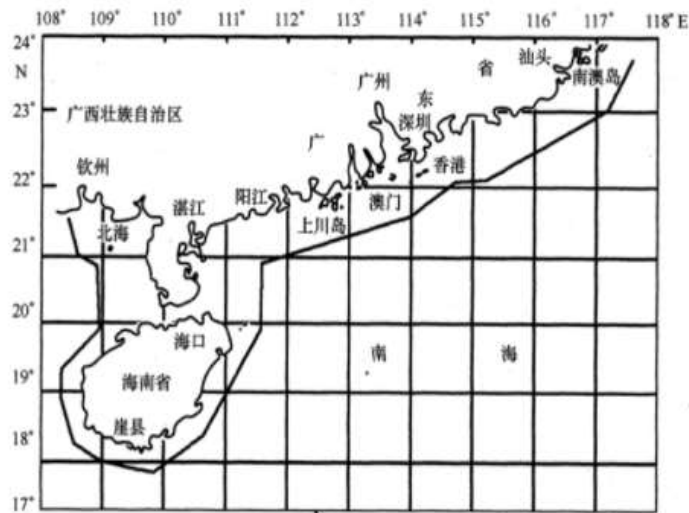 108° 109° 110° 111° 112° 113° 114° 115° 116° 117° 118° E
24°
N
23°
22°
21°
20°
19°
18°
17°
汕头
省
南澳岛
广州
东
深圳
广西壮族自治区
广
香港
钦州
阳江
澳门
湛江
上川岛
北海
海口
南 海
海南省
崖县